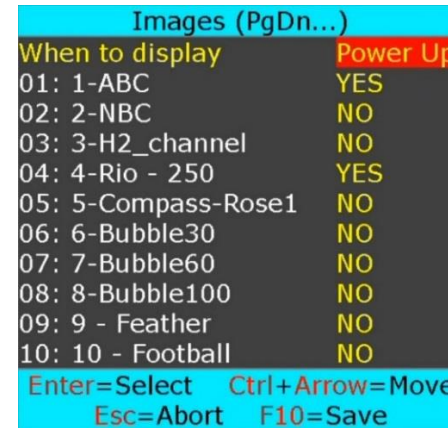 Images (PgDn...)
When to display Power Up
01: 1-ABC YES
02: 2-NBC NO
03: 3-H2_channel NO
04: 4-Rio - 250 YES
05: 5-Compass-Rose1 NO
06: 6-Bubble30 NO
07: 7-Bubble60 NO
08: 8-Bubble100 NO
09: 9 - Feather NO
10: 10 - Football NO
Enter=Select Ctrl+Arrow=Move
Esc=Abort F10=Save